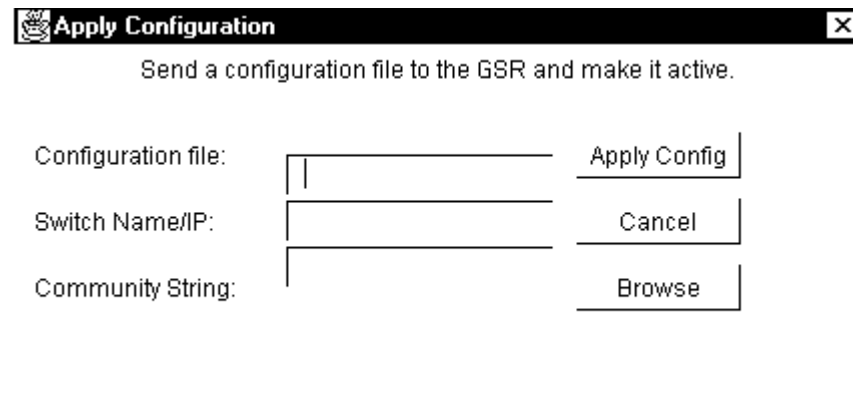 Apply Configuration
Send a configuration file to the GSR and make it active.
Configuration file:
Apply Config
Switch Name/IP:
Cancel
Community String:
Browse